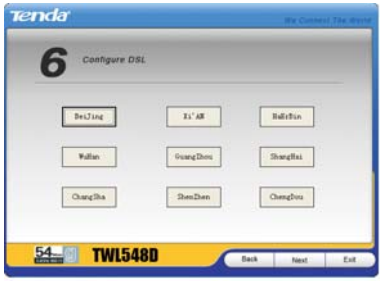 Tenda
We Connect The World
6 Configure DSL
BeiJing Xi'AN HaErBin
WuHan GuangZhou ShangHai
ChangSha ShenZhen ChengDou
54 TWL548D
Back Next Exit